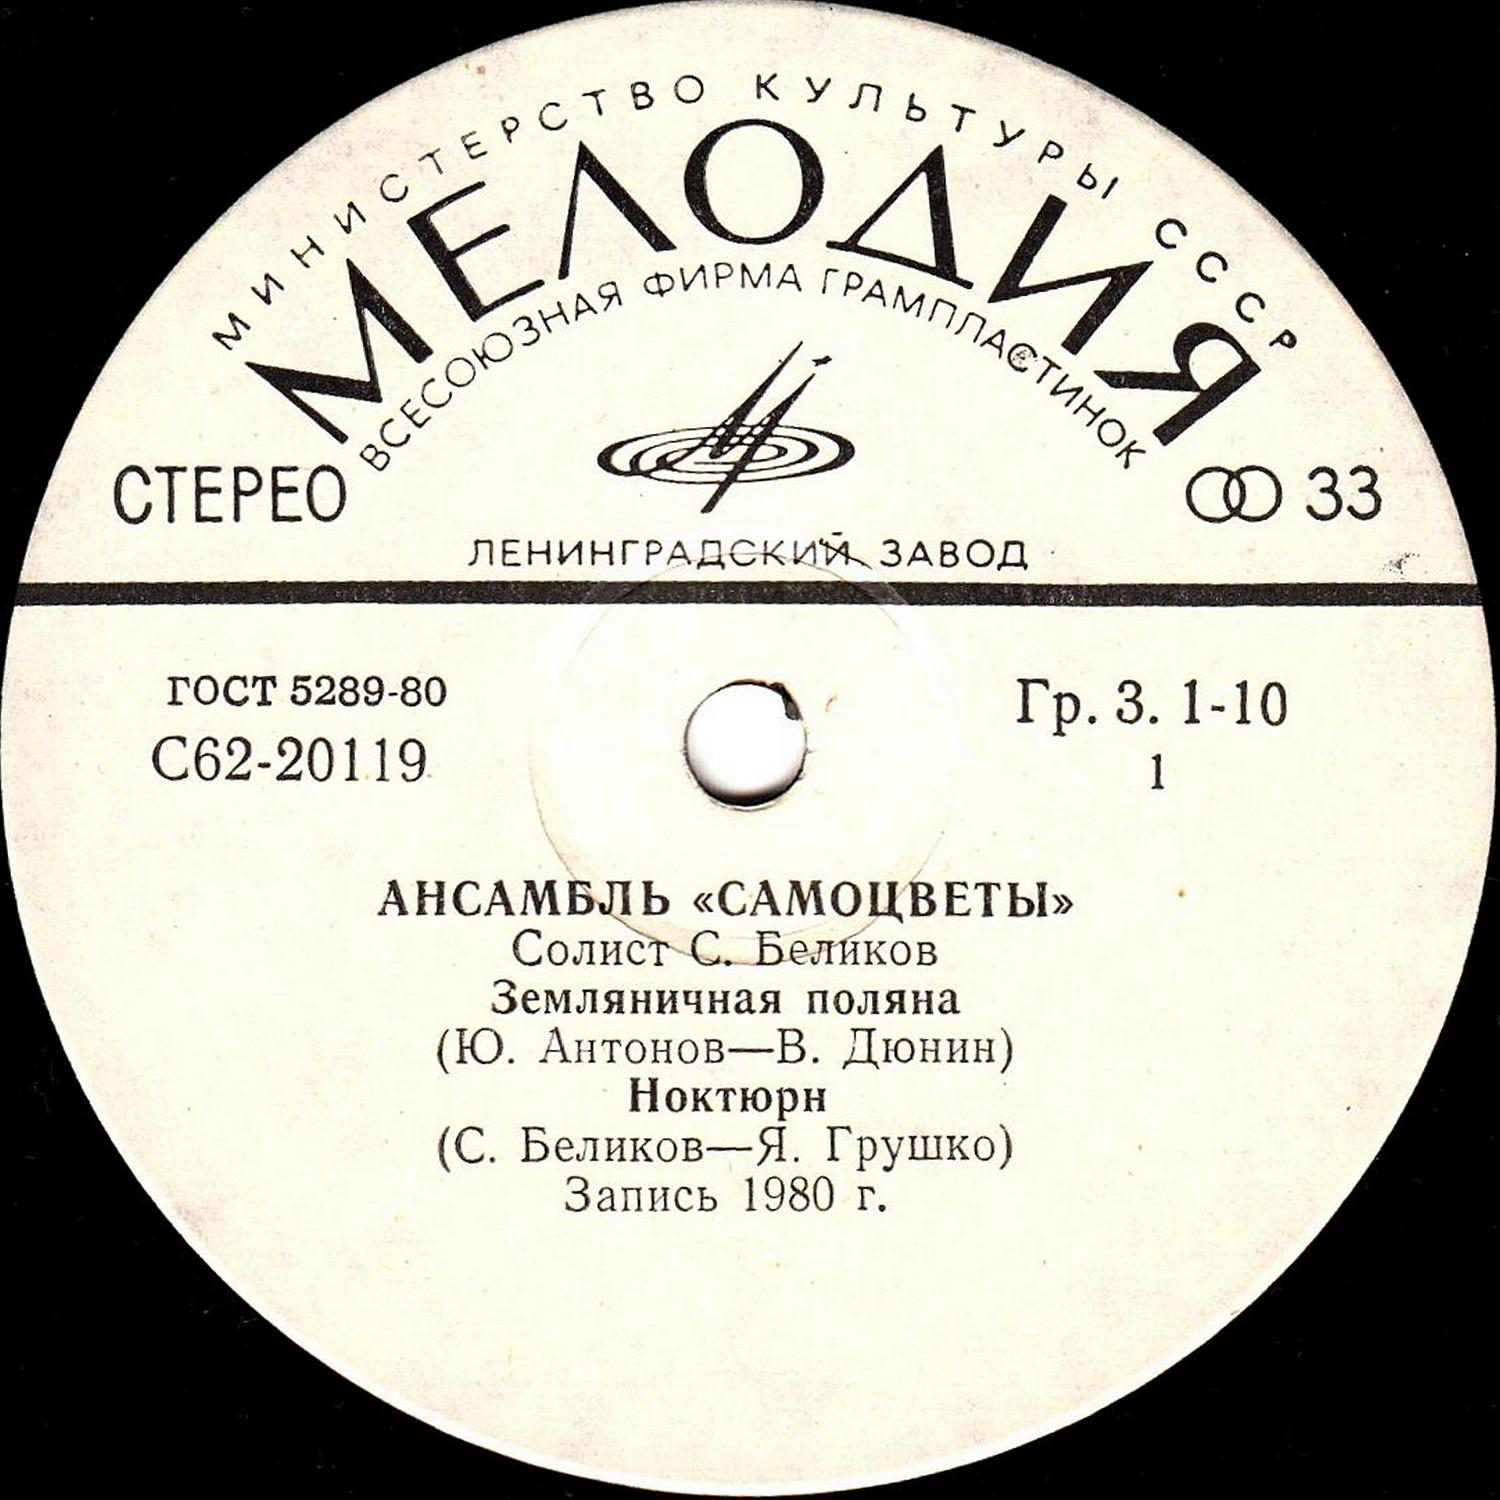 МИНИСТЕРСТВО КУЛЬТУРЫ СССР
МЕЛОДИЯ
ВСЕСОЮЗНАЯ ФИРМА ГРАМПЛАСТИНОК
СТЕРЕО
33
ЛЕНИНГРАДСКИЙ ЗАВОД
ГОСТ 5289-80
С62-20119
Гр. 3. 1-10
1
АНСАМБЛЬ «САМОЦВЕТЫ»
Солист С. Беликов
Земляничная поляна
(Ю. Антонов—В. Дюнин)
Ноктюрн
(С. Беликов—Я. Грушко)
Запись 1980 г.